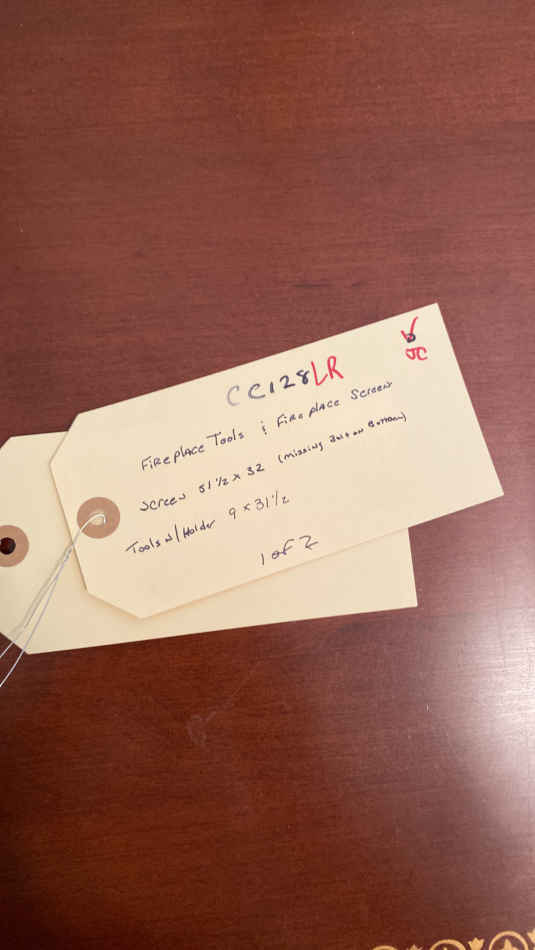 CC128LR
JC
Fireplace Tools & Fireplace Screen
Screen 51 1/2 x 32 (missing Bolt on Bottom)
Tools w/Holder 9 x 31 1/2
1 of 2